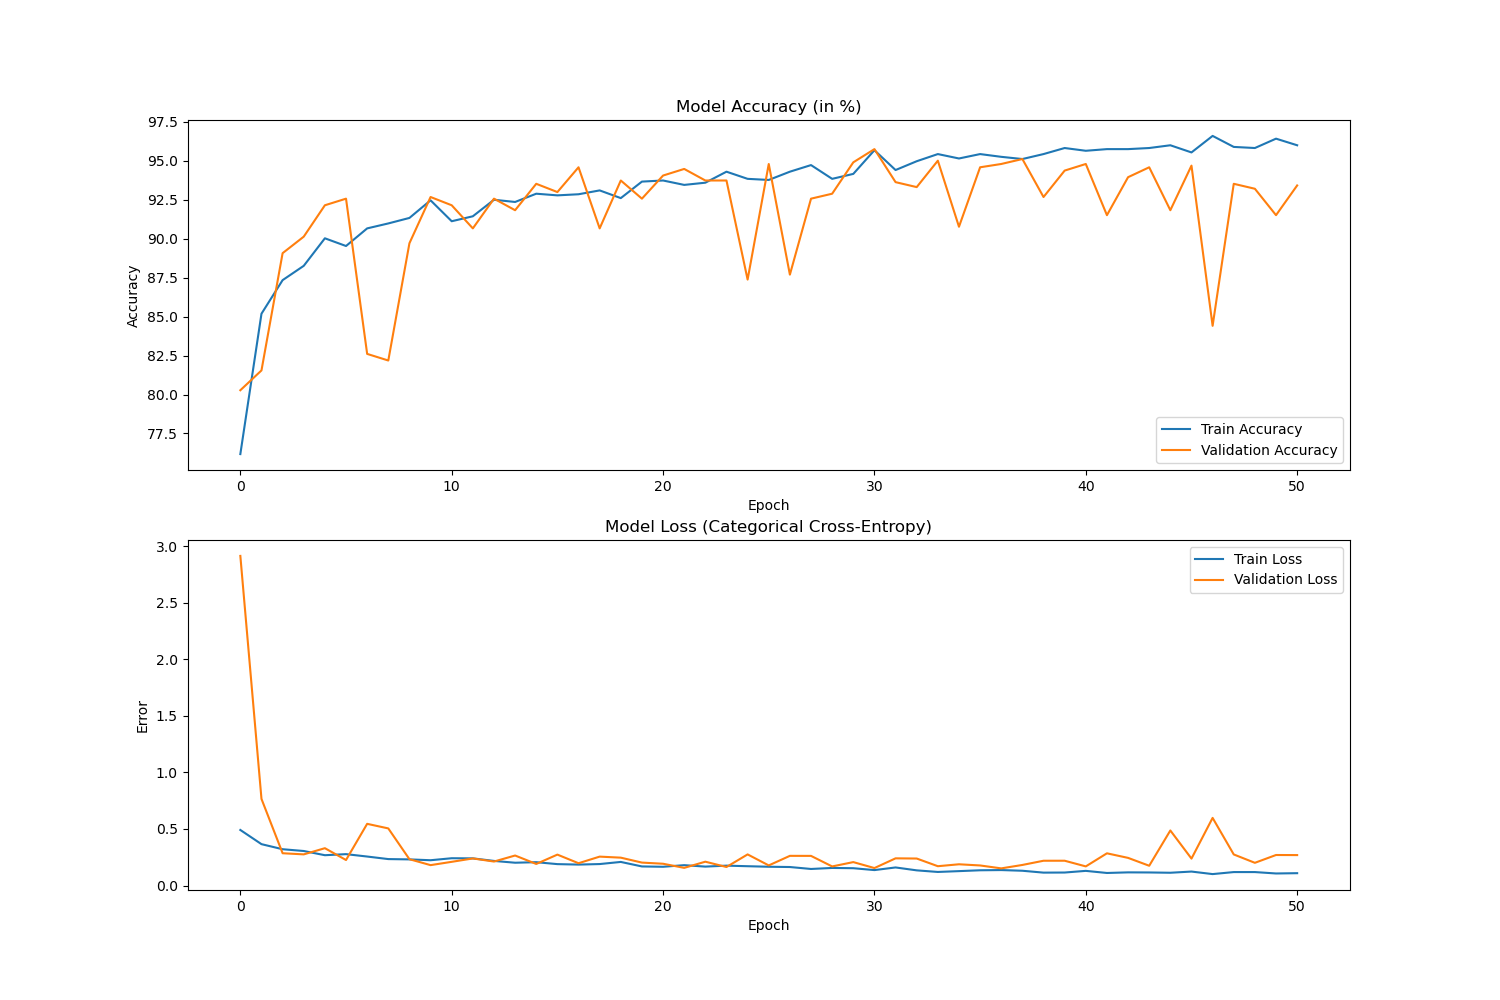 Model Accuracy (in %)
97.5
95.0
92.5
90.0
87.5
85.0
82.5
80.0
77.5
Accuracy
Train Accuracy
Validation Accuracy
0 10 20 30 40 50
Epoch
Model Loss (Categorical Cross-Entropy)
3.0
2.5
2.0
1.5
1.0
0.5
0.0
Error
Train Loss
Validation Loss
0 10 20 30 40 50
Epoch